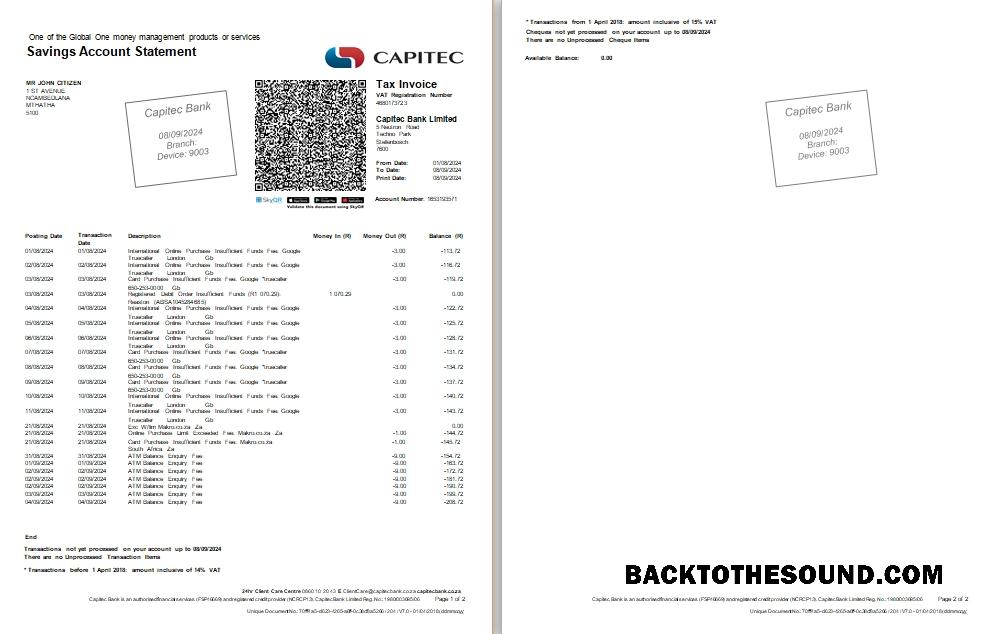 One of the Global One money management products or services
Savings Account Statement
CAPITEC
MR JOHN CITIZEN
1 ST AVENUE
NCAMBEDLANA
MTHATHA
5100
Capitec Bank
08/09/2024
Branch:
Device: 9003
Tax Invoice
VAT Registration Number
4680173723
Capitec Bank Limited
5 Neutron Road
Techno Park
Stellenbosch
7600
From Date: 01/08/2024
To Date: 08/09/2024
Print Date: 08/09/2024
SkyQR
Validate this document using SkyQR
Account Number: 1653193571
Posting Date Transaction Date Description Money In (R) Money Out (R) Balance (R)
01/08/2024 01/08/2024 International Online Purchase Insufficient Funds Fee: Google -3.00 -113.72
Truecaller London Gb
02/08/2024 02/08/2024 International Online Purchase Insufficient Funds Fee: Google -3.00 -116.72
Truecaller London Gb
03/08/2024 03/08/2024 Card Purchase Insufficient Funds Fee: Google *truecaller -3.00 -119.72
650-253-0000 Gb
03/08/2024 03/08/2024 Registered Debit Order Insufficient Funds (R1 070.29). 1 070.29 0.00
04/08/2024 04/08/2024 International Online Purchase Insufficient Funds Fee: Google -3.00 -122.72
Truecaller London Gb
05/08/2024 05/08/2024 International Online Purchase Insufficient Funds Fee: Google -3.00 -125.72
Truecaller London Gb
06/08/2024 06/08/2024 International Online Purchase Insufficient Funds Fee: Google -3.00 -128.72
Truecaller London Gb
07/08/2024 07/08/2024 Card Purchase Insufficient Funds Fee: Google *truecaller -3.00 -131.72
650-253-0000 Gb
08/08/2024 08/08/2024 Card Purchase Insufficient Funds Fee: Google *truecaller -3.00 -134.72
650-253-0000 Gb
09/08/2024 09/08/2024 Card Purchase Insufficient Funds Fee: Google *truecaller -3.00 -137.72
650-253-0000 Gb
10/08/2024 10/08/2024 International Online Purchase Insufficient Funds Fee: Google -3.00 -140.72
11/08/2024 11/08/2024 International Online Purchase Insufficient Funds Fee: Google -3.00 -143.72
Truecaller London Gb
21/08/2024 21/08/2024 Exc W/lim Makro.co.za Za 0.00
21/08/2024 21/08/2024 Online Purchase Limit Exceeded Fee: Makro.co.za Za -1.00 -144.72
21/08/2024 21/08/2024 Card Purchase Insufficient Funds Fee: Makro.co.za -1.00 -145.72
South Africa Za
31/08/2024 31/08/2024 ATM Balance Enquiry Fee -9.00 -154.72
01/09/2024 01/09/2024 ATM Balance Enquiry Fee -9.00 -163.72
02/09/2024 02/09/2024 ATM Balance Enquiry Fee -9.00 -172.72
02/09/2024 02/09/2024 ATM Balance Enquiry Fee -9.00 -181.72
02/09/2024 02/09/2024 ATM Balance Enquiry Fee -9.00 -190.72
03/09/2024 03/09/2024 ATM Balance Enquiry Fee -9.00 -199.72
04/09/2024 04/09/2024 ATM Balance Enquiry Fee -9.00 -208.72
End
Transactions not yet processed on your account up to 08/09/2024
There are no Unprocessed Transaction Items
* Transactions before 1 April 2018: amount inclusive of 14% VAT
24hr Client Care Centre 0860 10 20 43 E ClientCare@capitecbank.co.za capitecbank.co.za
Capitec Bank is an authorised financial services (FSP46669) and registered credit provider (NCRCP13). Capitec Bank Limited Reg. No.: 1980/003695/06 Page 1 of 2
* Transactions from 1 April 2018: amount inclusive of 15% VAT
Cheques not yet processed on your account up to 08/09/2024
There are no Unprocessed Cheque Items
Available Balance: 0.00
Capitec Bank
08/09/2024
Branch:
Device: 9003
BACKTOTHESOUND.COM
Capitec Bank is an authorised financial services (FSP46669) and registered credit provider (NCRCP13). Capitec Bank Limited Reg. No.: 1980/003695/06 Page 2 of 2